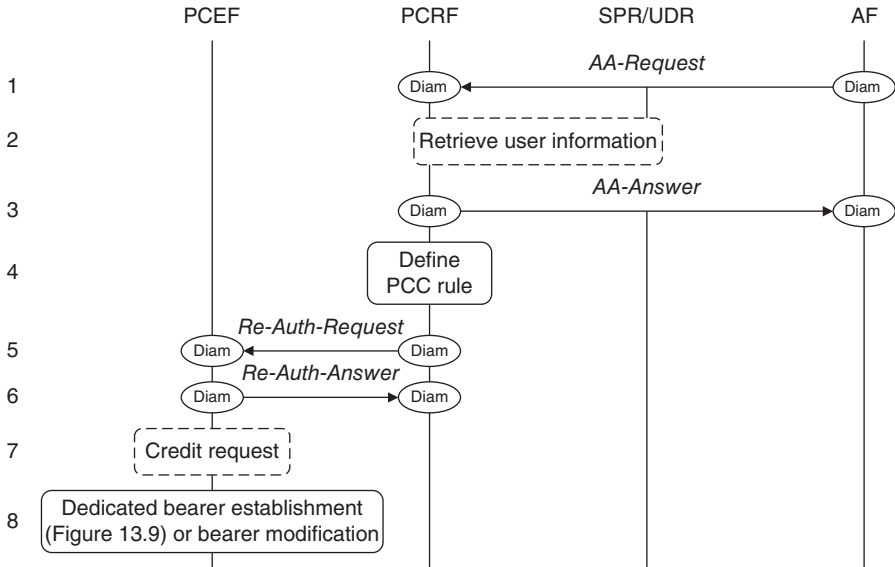 PCEF PCRF SPR/UDR AF
AA-Request
1 Diam Diam
2 Retrieve user information
AA-Answer
3 Diam Diam
4 Define
PCC rule
Re-Auth-Request
5 Diam Diam
Re-Auth-Answer
6 Diam Diam
7 Credit request
8 Dedicated bearer establishment
(Figure 13.9) or bearer modification